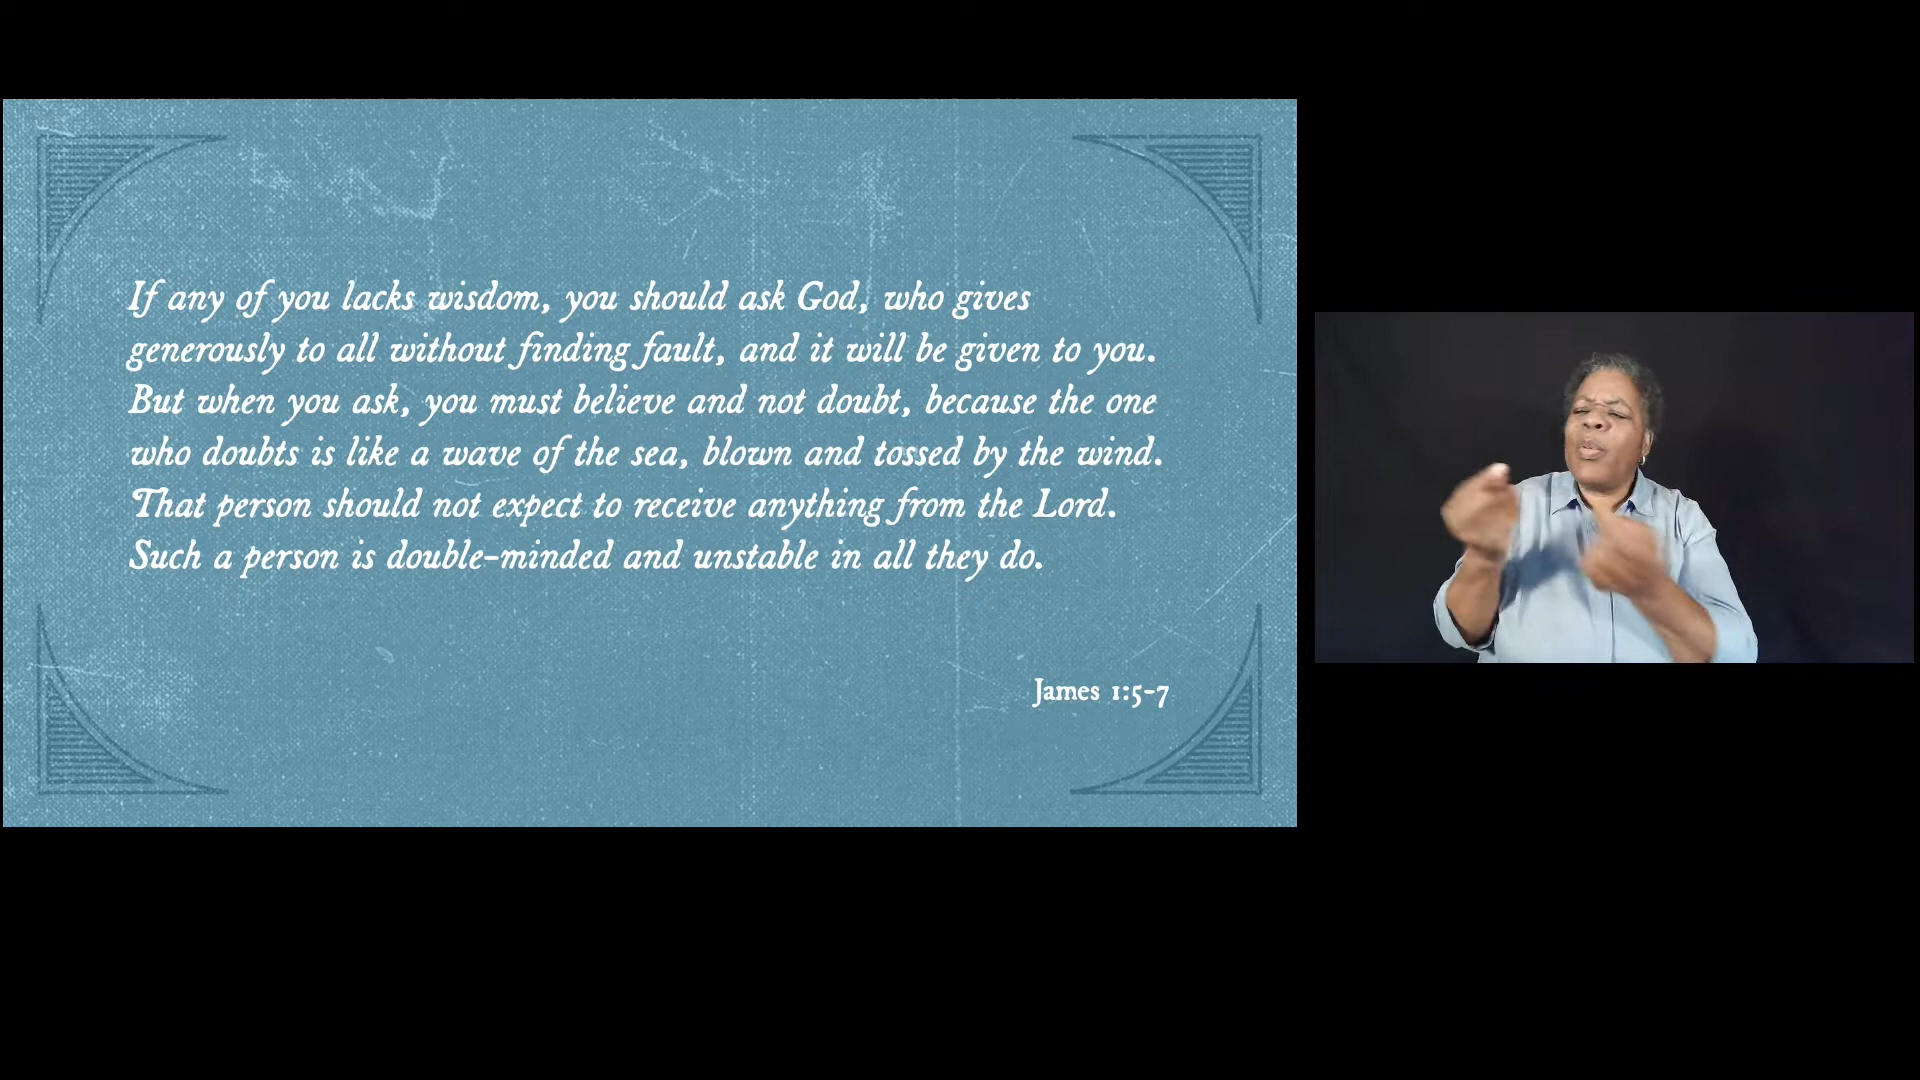 If any of you lacks wisdom, you should ask God, who gives
generously to all without finding fault, and it will be given to you.
But when you ask, you must believe and not doubt, because the one
who doubts is like a wave of the sea, blown and tossed by the wind.
That person should not expect to receive anything from the Lord.
Such a person is double-minded and unstable in all they do.
James 1:5-7